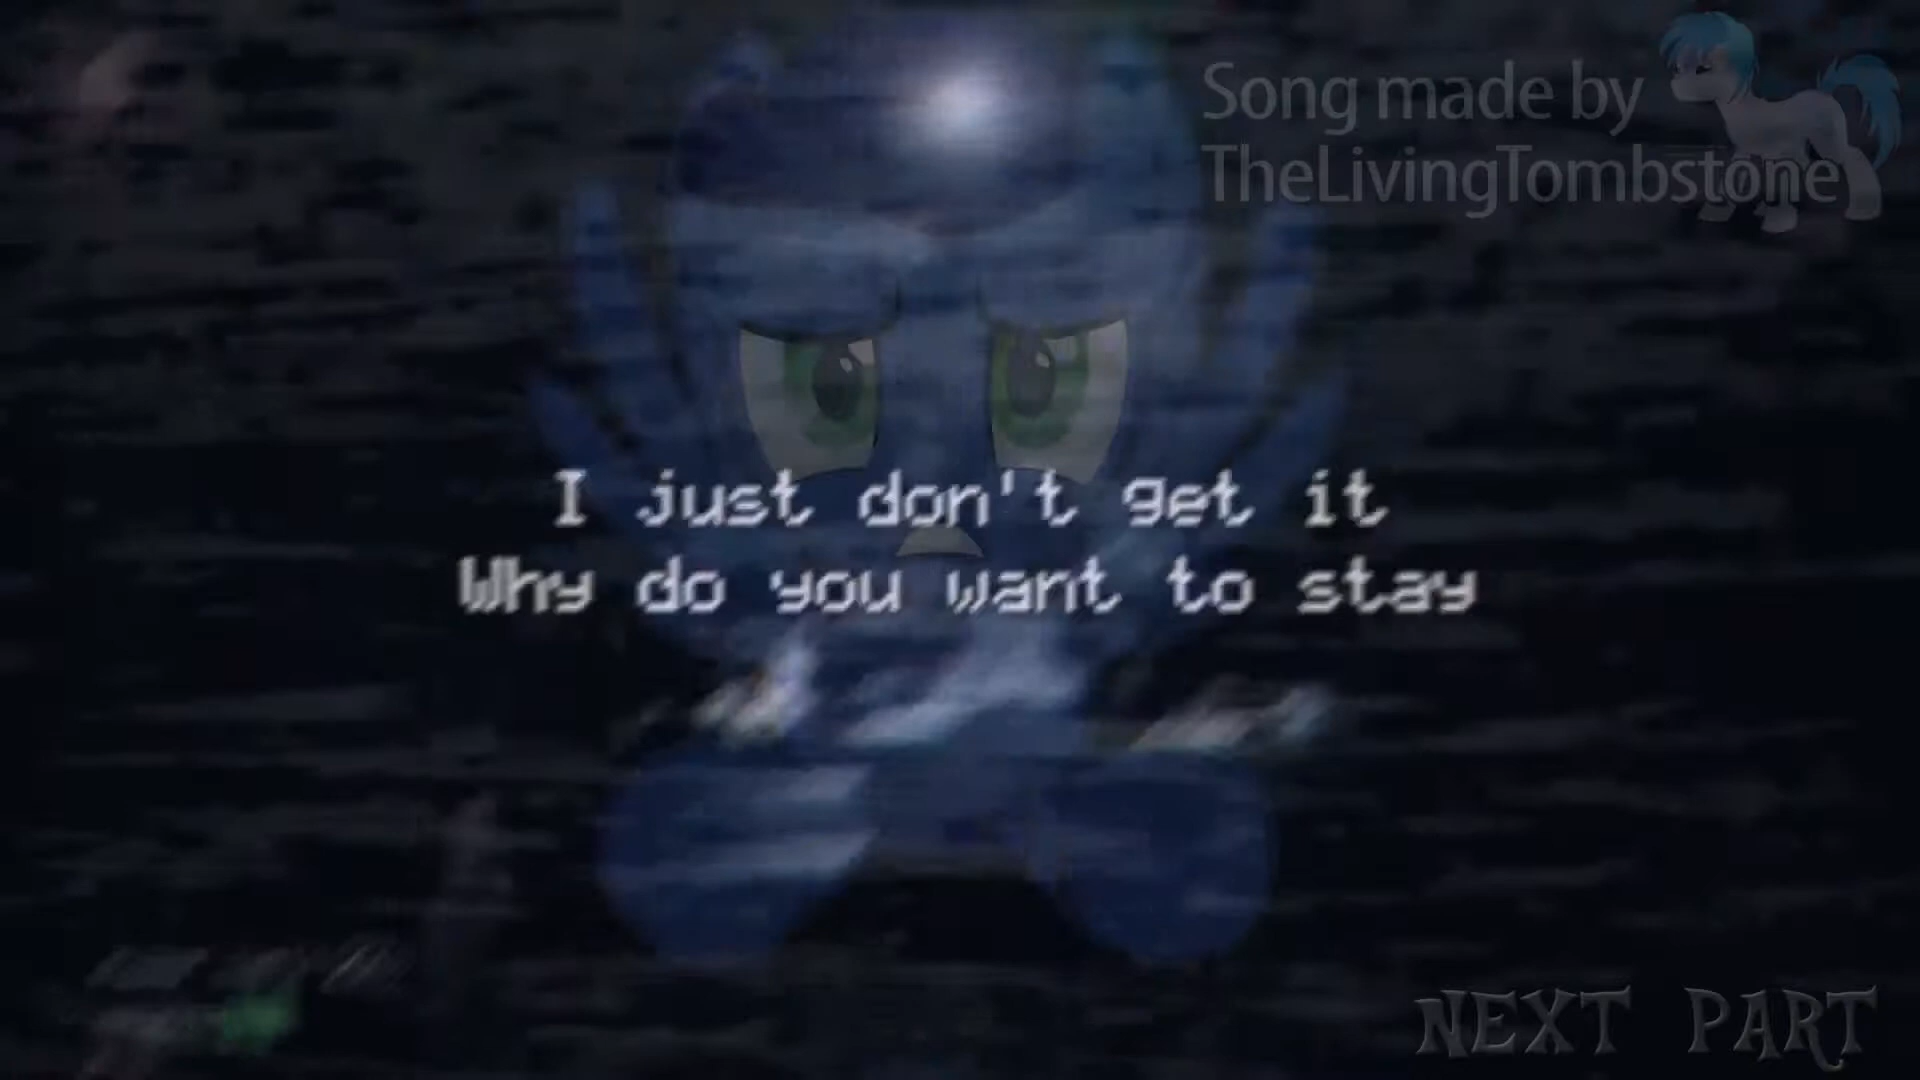 Song made by
TheLivingTombstone
I just don't get it
Why do you want to stay
NEXT PART